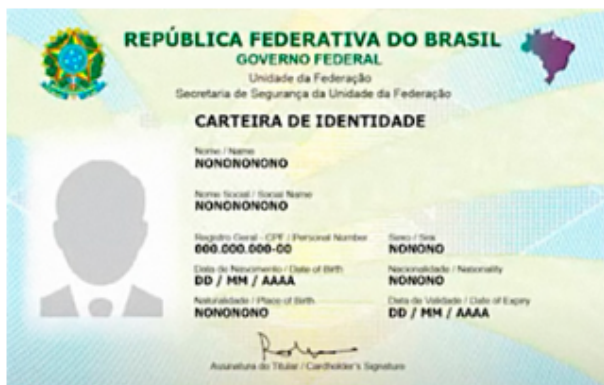 REPÚBLICA FEDERATIVA DO BRASIL
GOVERNO FEDERAL
Unidade da Federação
Secretaria de Segurança da Unidade da Federação
CARTEIRA DE IDENTIDADE
Nome / Name
NONONONONO
Nome Social / Social Name
NONONONONO
Registro Geral - CPF / Personal Number Sexo / Sex
000.000.000-00 NONONO
Data de Nascimento / Date of Birth Nacionalidade / Nationality
DD / MM / AAAA NONONO
Naturalidade / Place of Birth Data de Validade / Date of Expiry
NONONONO DD / MM / AAAA
Assinatura do Titular / Cardholder's Signature